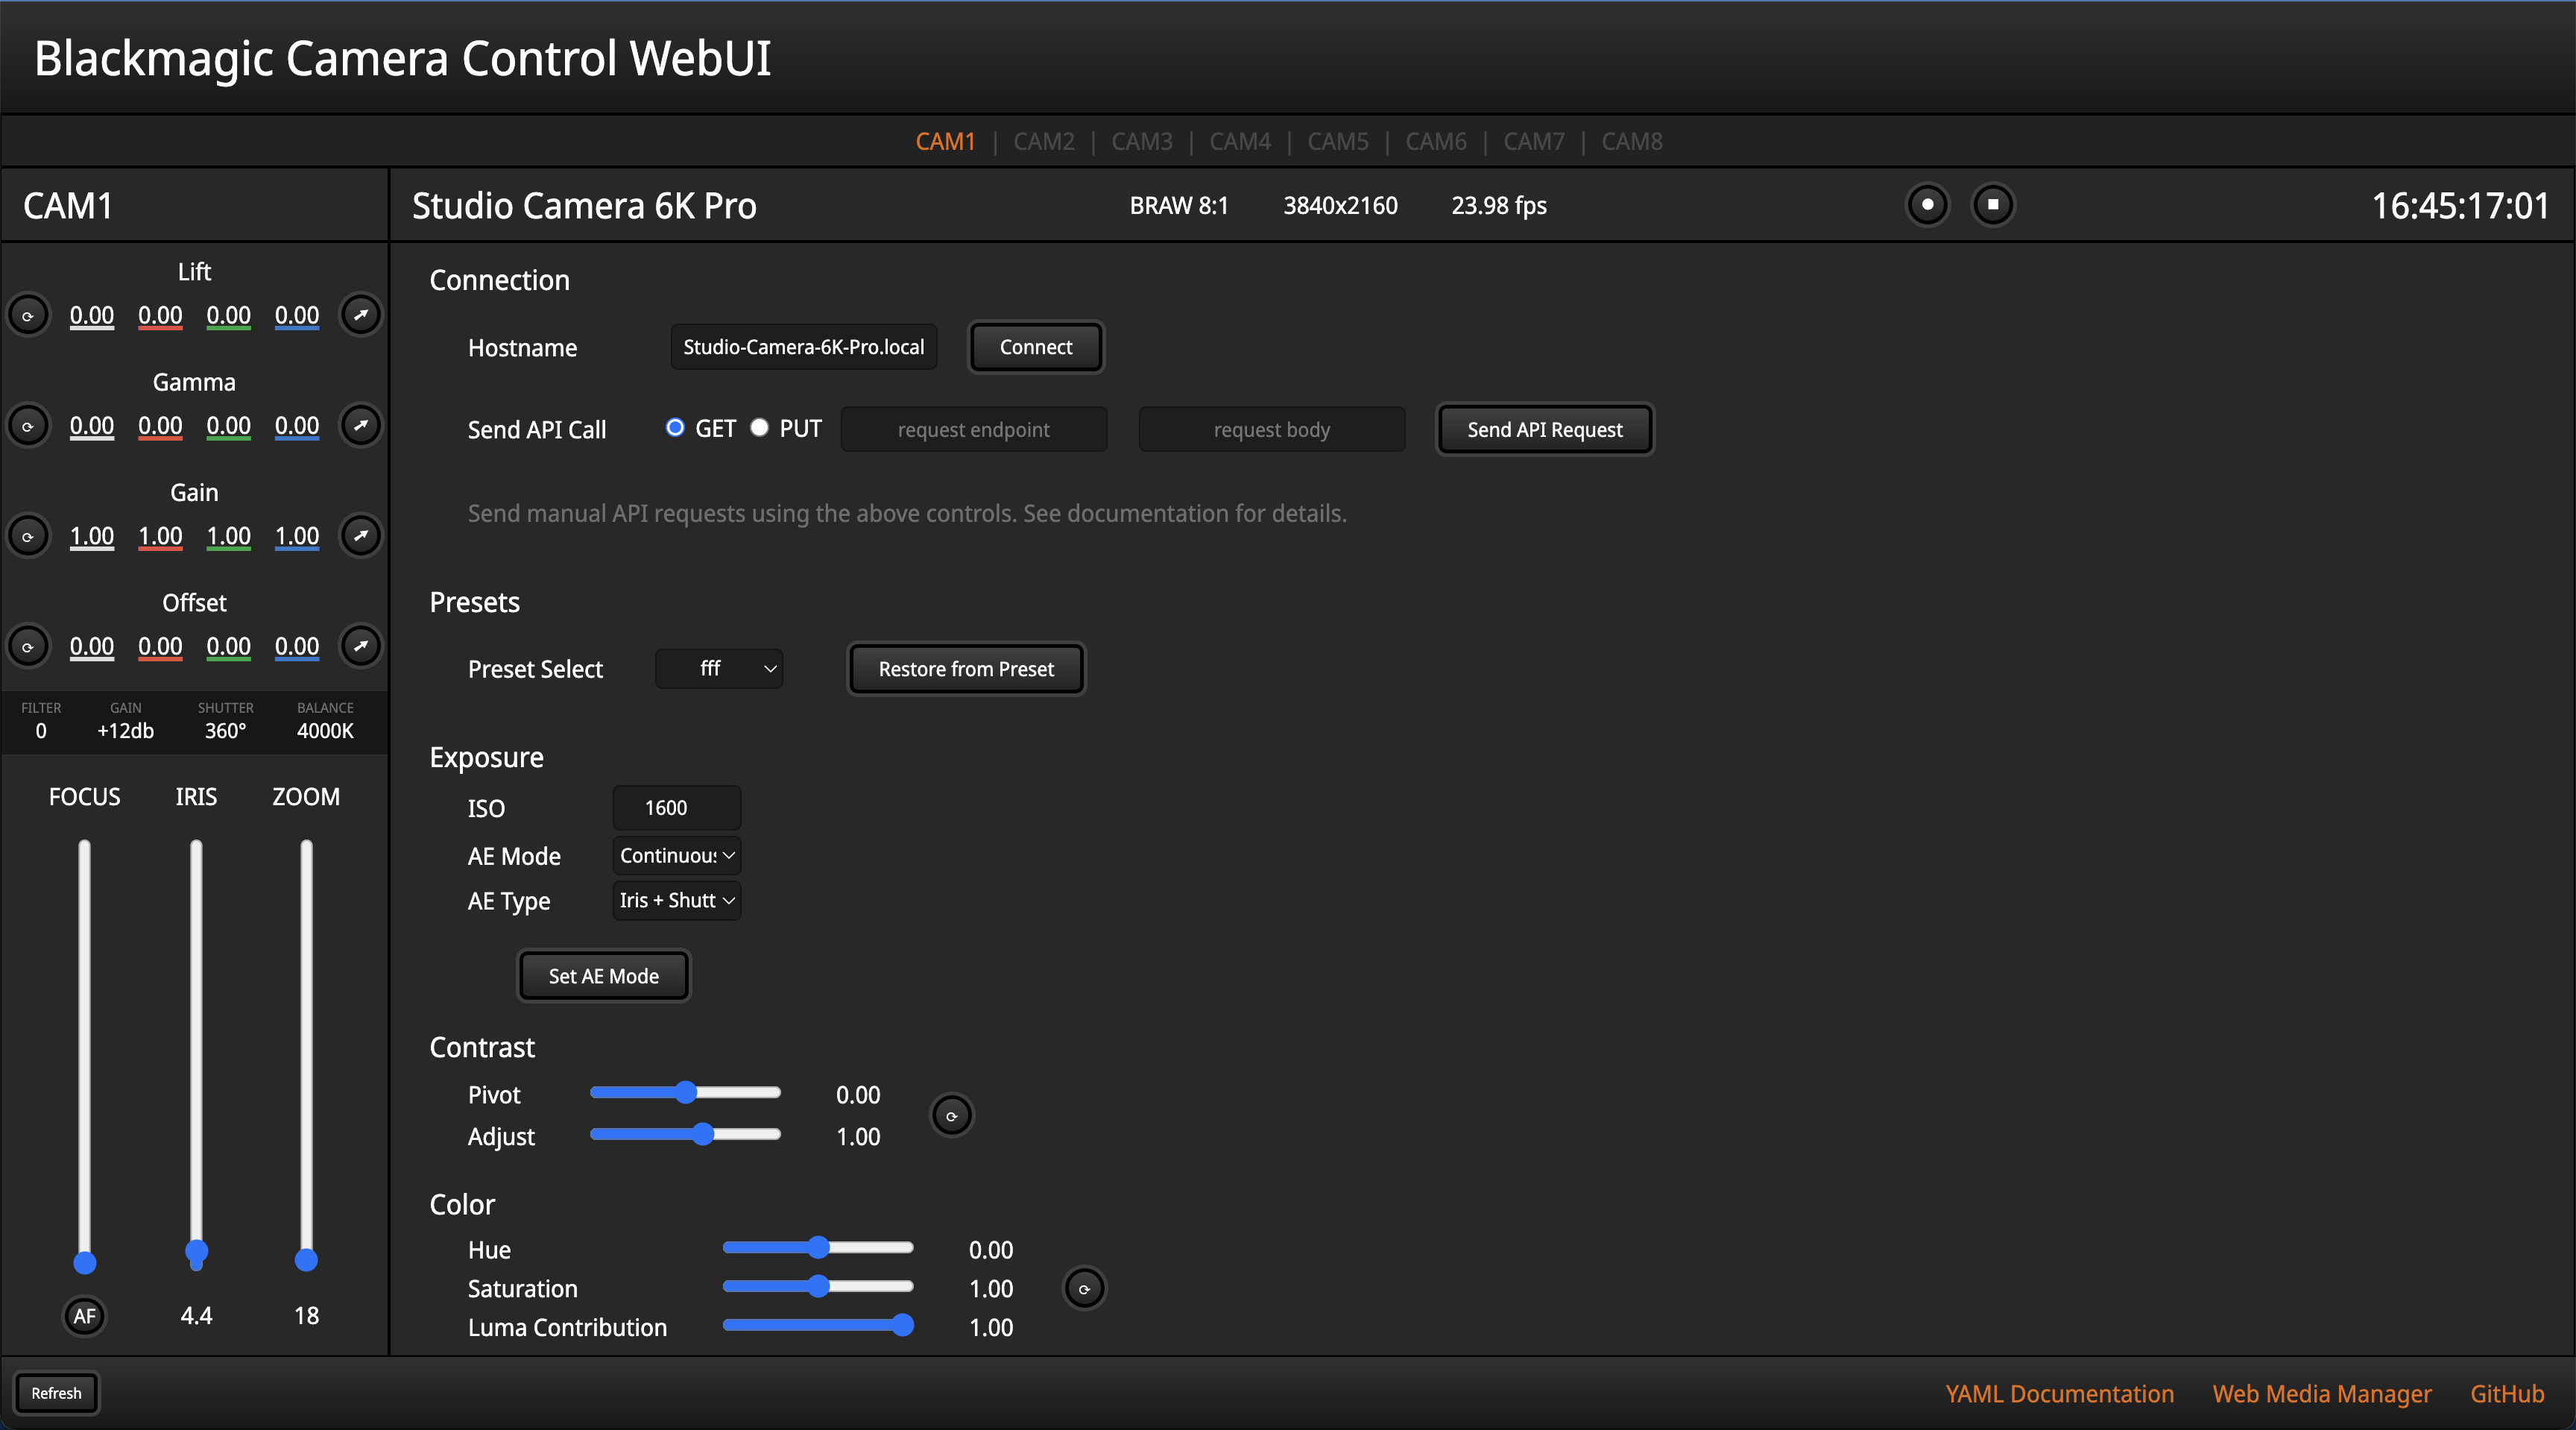 Blackmagic Camera Control WebUI
CAM1 | CAM2 | CAM3 | CAM4 | CAM5 | CAM6 | CAM7 | CAM8
CAM1
Studio Camera 6K Pro
BRAW 8:1 3840x2160 23.98 fps
16:45:17:01
Lift
0.00 0.00 0.00 0.00
Gamma
0.00 0.00 0.00 0.00
Gain
1.00 1.00 1.00 1.00
Offset
0.00 0.00 0.00 0.00
FILTER GAIN SHUTTER BALANCE
0 +12db 360° 4000K
FOCUS IRIS ZOOM
AF 4.4 18
Connection
Hostname Studio-Camera-6K-Pro.local Connect
Send API Call GET PUT request endpoint request body Send API Request
Send manual API requests using the above controls. See documentation for details.
Presets
Preset Select fff Restore from Preset
Exposure
ISO 1600
AE Mode Continuous
AE Type Iris + Shutt
Set AE Mode
Contrast
Pivot 0.00
Adjust 1.00
Color
Hue 0.00
Saturation 1.00
Luma Contribution 1.00
Refresh
YAML Documentation Web Media Manager GitHub